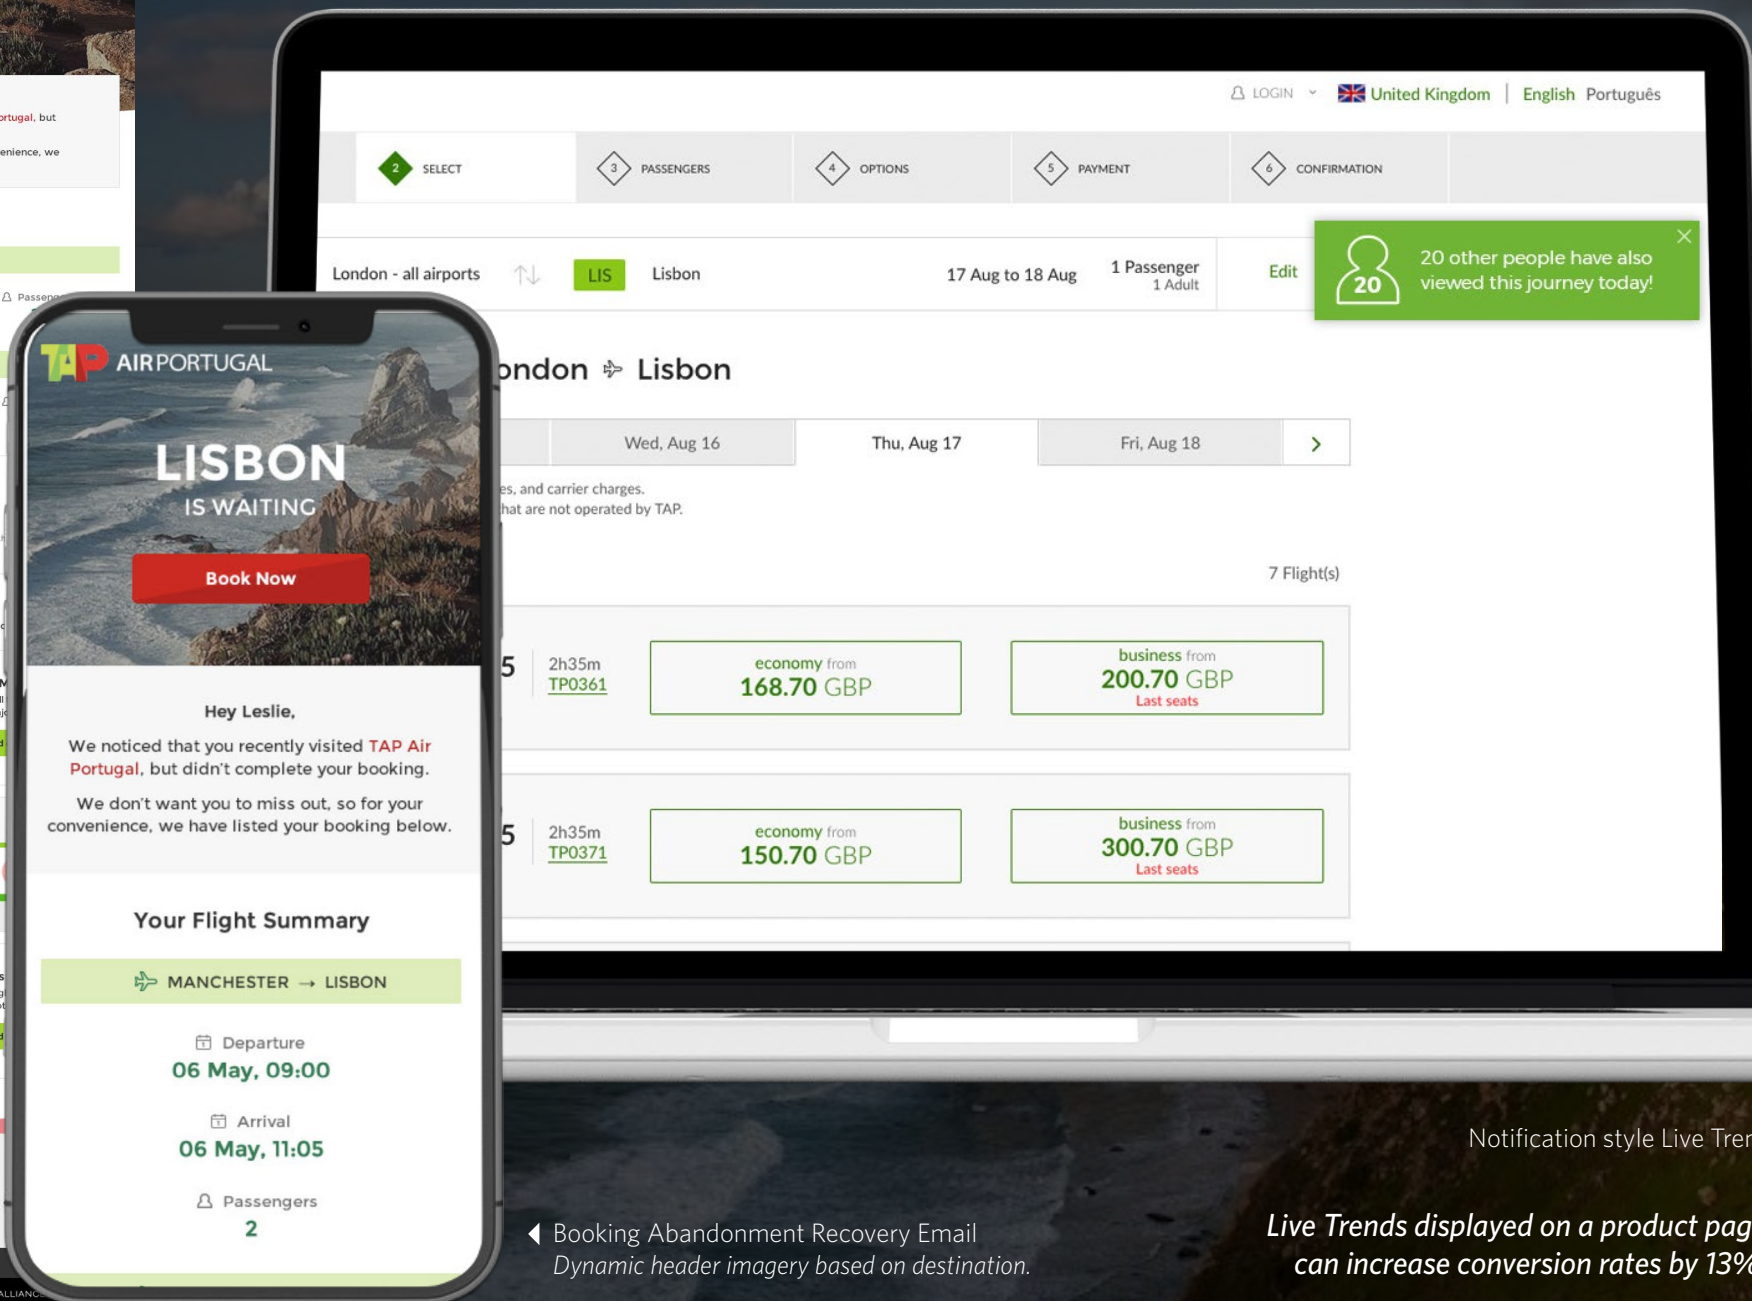 ortugal, but
enience, we
Passeng
LOGIN
United Kingdom | English Português
2 SELECT
3 PASSENGERS
4 OPTIONS
5 PAYMENT
6 CONFIRMATION
London - all airports
LIS Lisbon
17 Aug to 18 Aug
1 Passenger
1 Adult
Edit
20
20 other people have also
viewed this journey today!
ondon Lisbon
Wed, Aug 16
Thu, Aug 17
Fri, Aug 18
es, and carrier charges.
hat are not operated by TAP.
7 Flight(s)
5
2h35m
TP0361
economy from
168.70 GBP
business from
200.70 GBP
Last seats
5
2h35m
TP0371
economy from
150.70 GBP
business from
300.70 GBP
Last seats
TAP AIRPORTUGAL
LISBON
IS WAITING
Book Now
Hey Leslie,
We noticed that you recently visited TAP Air
Portugal, but didn't complete your booking.
We don't want you to miss out, so for your
convenience, we have listed your booking below.
Your Flight Summary
MANCHESTER → LISBON
Departure
06 May, 09:00
Arrival
06 May, 11:05
Passengers
2
Booking Abandonment Recovery Email
Dynamic header imagery based on destination.
Notification style Live Tren
Live Trends displayed on a product pag
can increase conversion rates by 13%